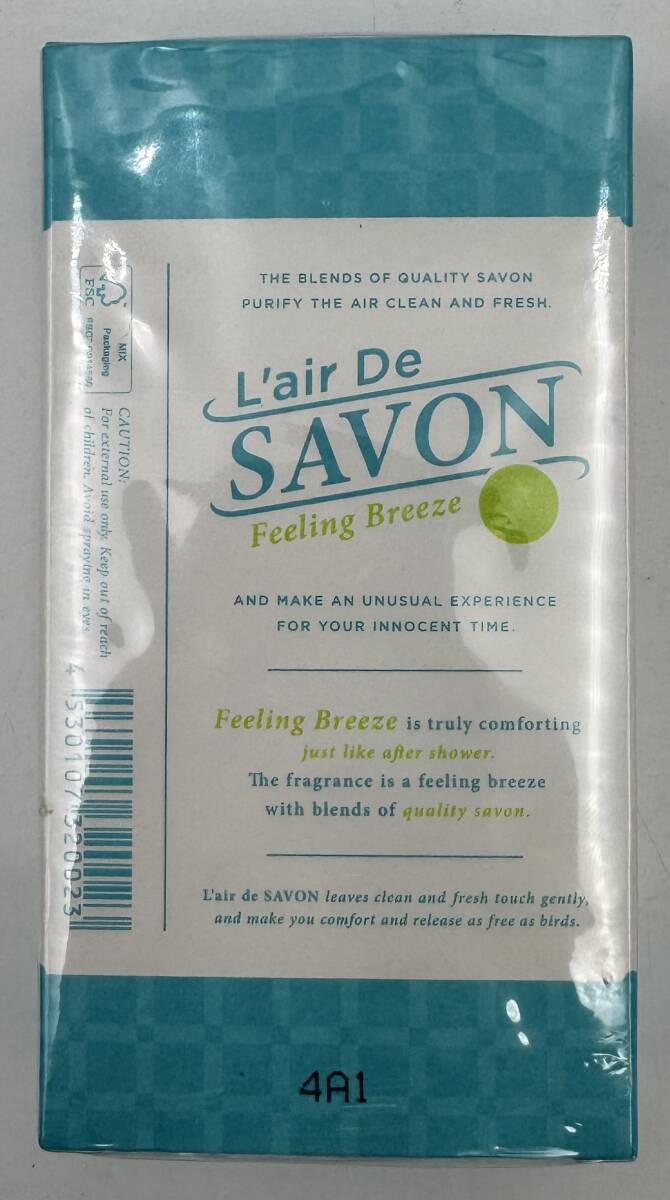 THE BLENDS OF QUALITY SAVON
PURIFY THE AIR CLEAN AND FRESH.
L'air De
SAVON
Feeling Breeze
AND MAKE AN UNUSUAL EXPERIENCE
FOR YOUR INNOCENT TIME.
Feeling Breeze is truly comforting
just like after shower.
The fragrance is a feeling breeze
with blends of quality savon.
L'air de SAVON leaves clean and fresh touch gently,
and make you comfort and release as free as birds.
MIX
Packaging
FSC
CAUTION:
For external use only. Keep out of reach
of children. Avoid spraying in eyes.
4 530107 320023
4A1